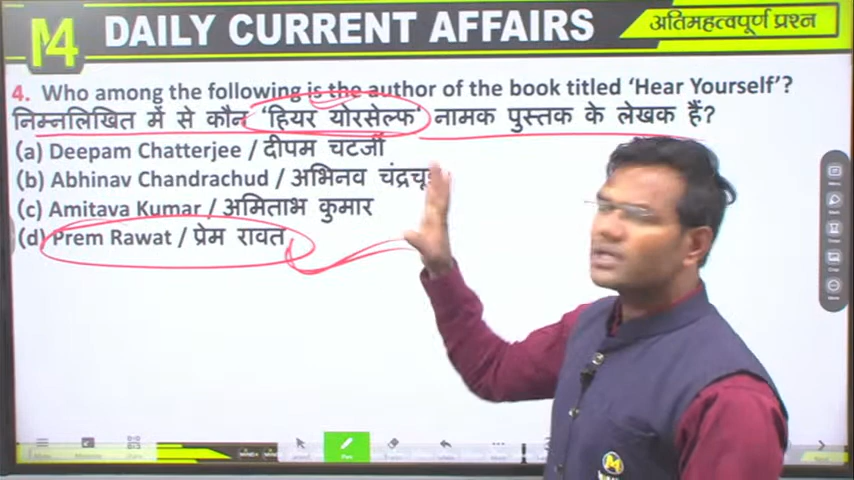 M4 DAILY CURRENT AFFAIRS अतिमहत्वपूर्ण प्रश्न
4. Who among the following is the author of the book titled ‘Hear Yourself’?
निम्नलिखित में से कौन ‘हियर योरसेल्फ’ नामक पुस्तक के लेखक हैं?
(a) Deepam Chatterjee / दीपम चटर्जी
(b) Abhinav Chandrachud / अभिनव
(c) Amitava Kumar / अमिताभ कुमार
(d) Prem Rawat / प्रेम रावत
Pen